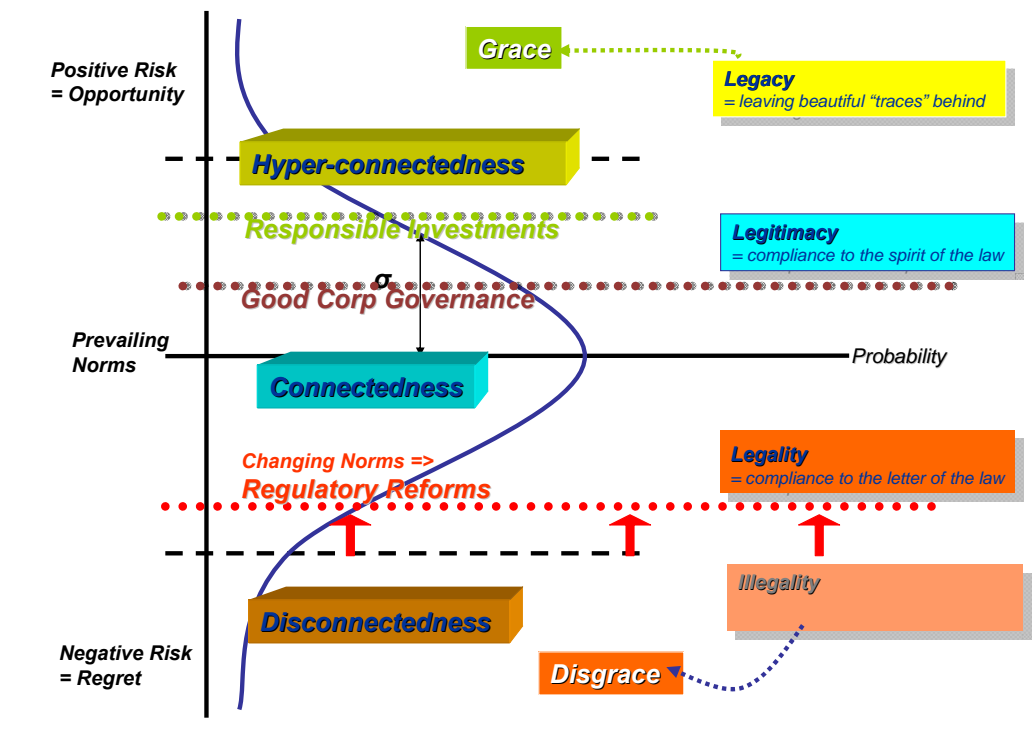 Grace
Positive Risk
= Opportunity
Legacy
= leaving beautiful “traces” behind
Hyper-connectedness
Responsible Investments
Legitimacy
= compliance to the spirit of the law
σ
Good Corp Governance
Prevailing
Norms
Probability
Connectedness
Changing Norms =>
Regulatory Reforms
Legality
= compliance to the letter of the law
Illegality
Disconnectedness
Negative Risk
= Regret
Disgrace